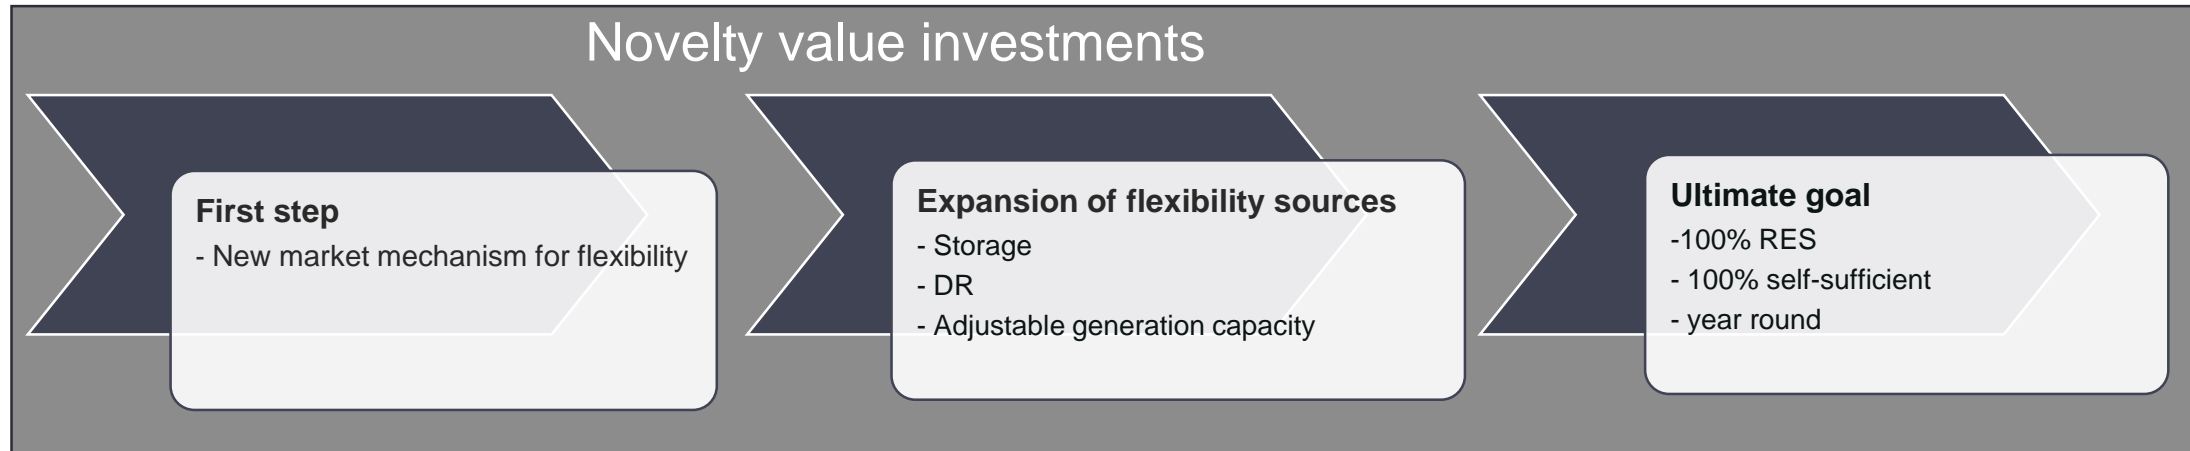 Novelty value investments
First step
- New market mechanism for flexibility
Expansion of flexibility sources
- Storage
- DR
- Adjustable generation capacity
Ultimate goal
-100% RES
- 100% self-sufficient
- year round